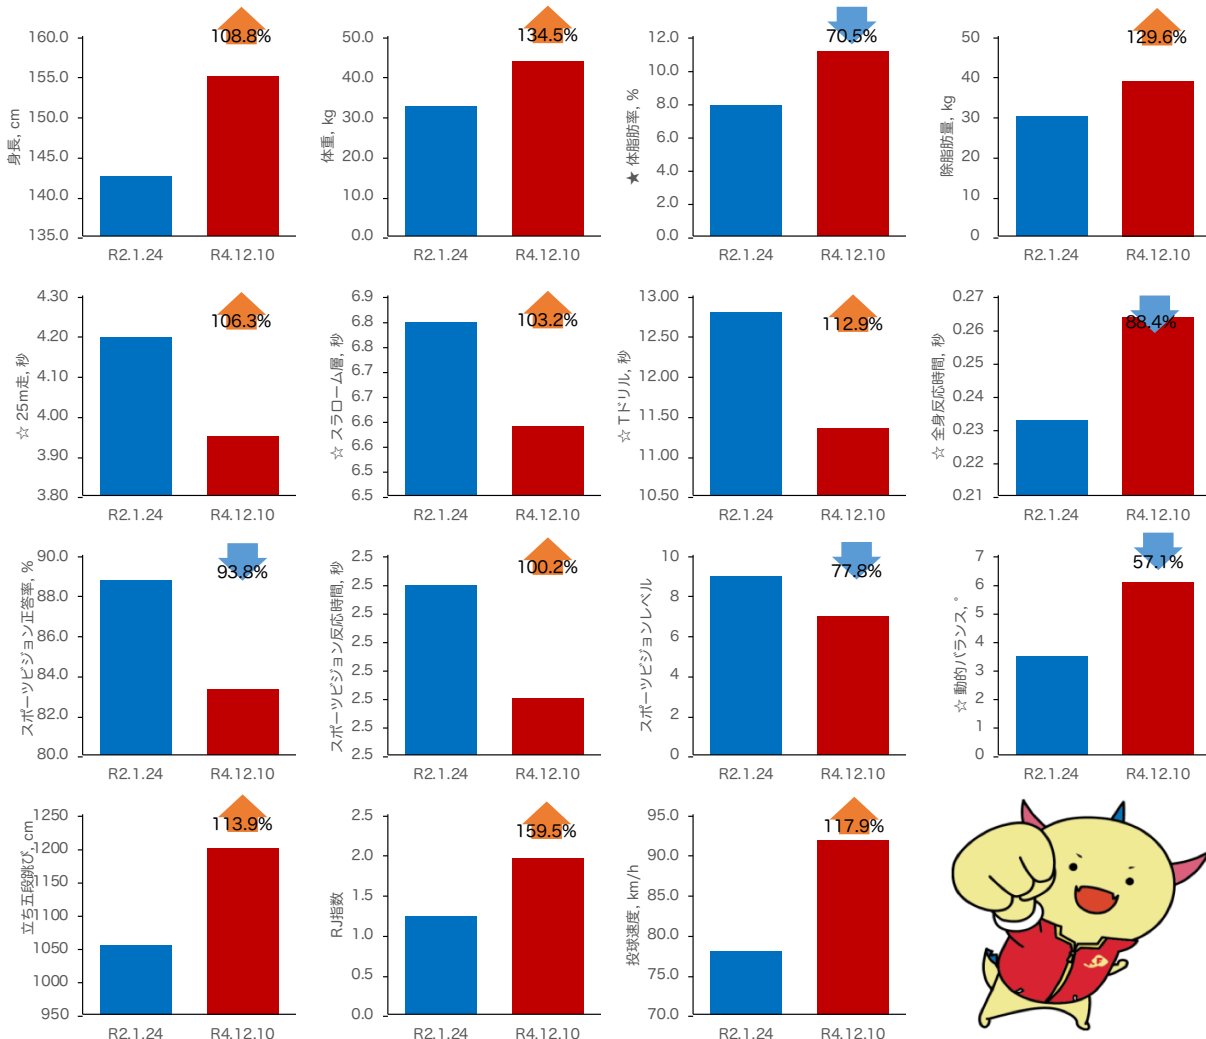 身長, cm
160.0
155.0
150.0
145.0
140.0
135.0
108.8%
R2.1.24
R4.12.10
体重, kg
50.0
40.0
30.0
20.0
10.0
0.0
134.5%
R2.1.24
R4.12.10
★ 体脂肪率, %
12.0
10.0
8.0
6.0
4.0
2.0
0.0
70.5%
R2.1.24
R4.12.10
除脂肪量, kg
50
40
30
20
10
0
129.6%
R2.1.24
R4.12.10
☆ 25m走, 秒
4.30
4.20
4.10
4.00
3.90
3.80
106.3%
R2.1.24
R4.12.10
☆ スラローム層, 秒
6.9
6.8
6.8
6.7
6.7
6.6
6.6
6.5
6.5
103.2%
R2.1.24
R4.12.10
☆ Tドリル, 秒
13.00
12.50
12.00
11.50
11.00
10.50
112.9%
R2.1.24
R4.12.10
☆ 全身反応時間, 秒
0.27
0.26
0.25
0.24
0.23
0.22
0.21
88.4%
R2.1.24
R4.12.10
スポーツビジョン正答率, %
90.0
88.0
86.0
84.0
82.0
80.0
93.8%
R2.1.24
R4.12.10
スポーツビジョン反応時間, 秒
2.5
2.5
2.5
2.5
2.5
2.5
2.5
2.5
100.2%
R2.1.24
R4.12.10
スポーツビジョンレベル
10
8
6
4
2
0
77.8%
R2.1.24
R4.12.10
☆ 動的バランス, °
7
6
5
4
3
2
1
0
57.1%
R2.1.24
R4.12.10
立ち五段跳び, cm
1250
1200
1150
1100
1050
1000
950
113.9%
R2.1.24
R4.12.10
RJ指数
2.5
2.0
1.5
1.0
0.5
0.0
159.5%
R2.1.24
R4.12.10
投球速度, km/h
95.0
90.0
85.0
80.0
75.0
70.0
117.9%
R2.1.24
R4.12.10